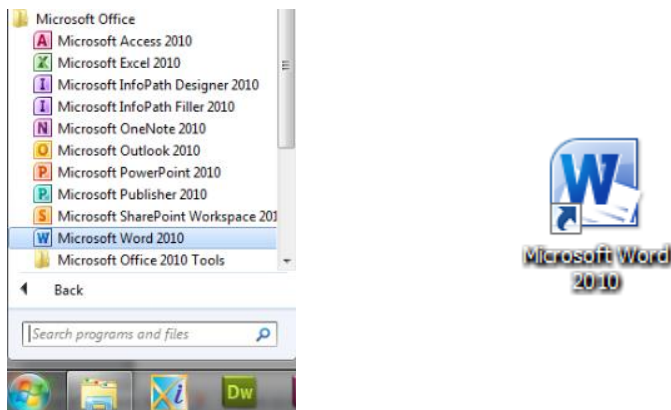 Microsoft Office
A Microsoft Access 2010
X Microsoft Excel 2010
I Microsoft InfoPath Designer 2010
I Microsoft InfoPath Filler 2010
N Microsoft OneNote 2010
O Microsoft Outlook 2010
P Microsoft PowerPoint 2010
P Microsoft Publisher 2010
S Microsoft SharePoint Workspace 201
W Microsoft Word 2010
Microsoft Office 2010 Tools
Back
Search programs and files
i
Dw
W
Microsoft Word
2010